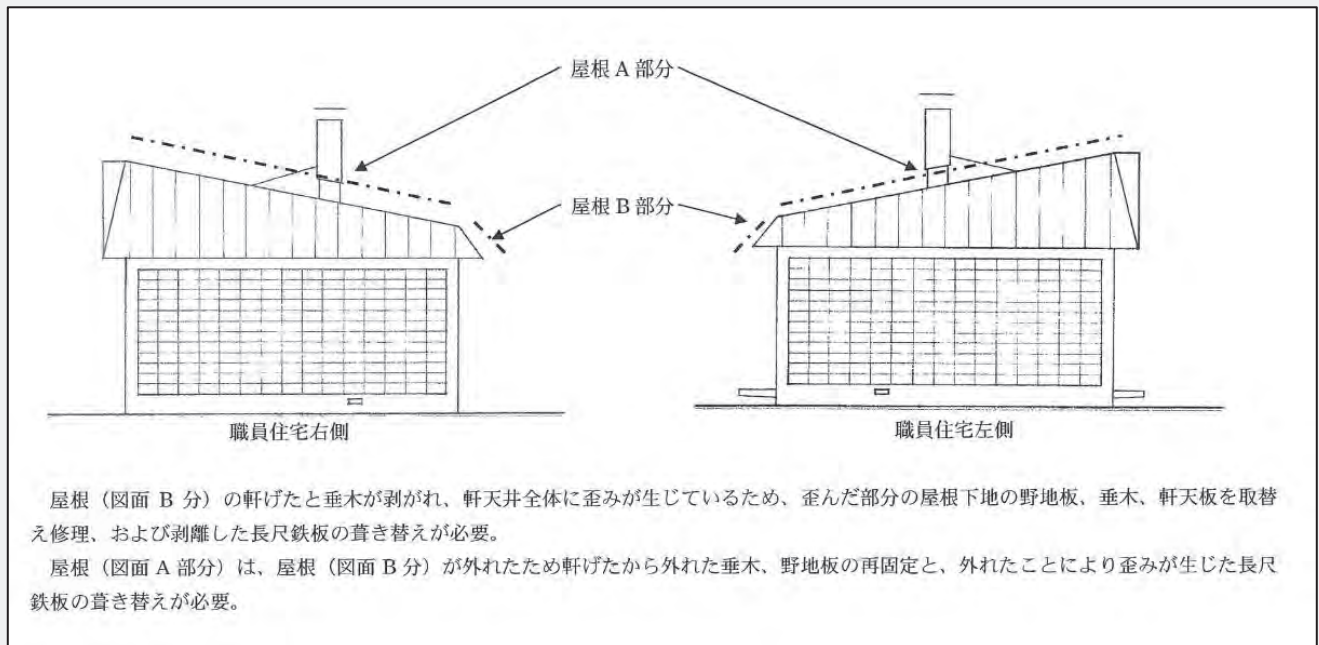 屋根 A 部分
屋根 B 部分
職員住宅右側
職員住宅左側
屋根（図面 B 分）の軒げたと垂木が剥がれ、軒天井全体に歪みが生じているため、歪んだ部分の屋根下地の野地板、垂木、軒天板を取替
え修理、および剥離した長尺鉄板の葺き替えが必要。
屋根（図面 A 部分）は、屋根（図面 B 分）が外れたため軒げたから外れた垂木、野地板の再固定と、外れたことにより歪みが生じた長尺
鉄板の葺き替えが必要。